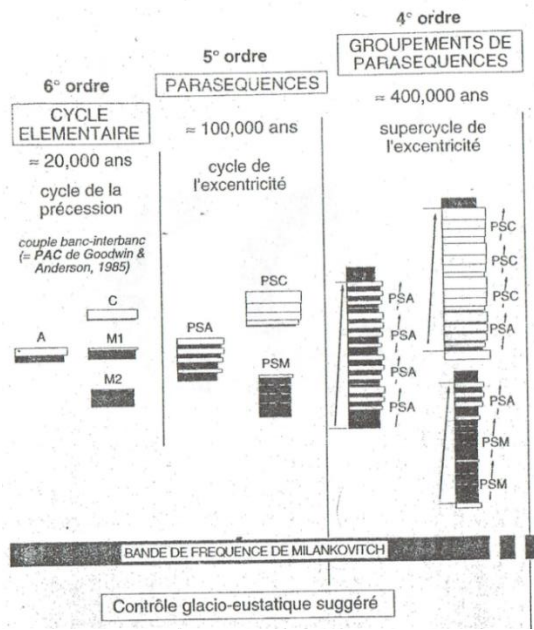 6° ordre
CYCLE
ELEMENTAIRE
≈ 20,000 ans
cycle de la
précession
couple banc-interbanc
(= PAC de Goodwin &
Anderson, 1985)
C
A
M1
M2
5° ordre
PARASEQUENCES
≈ 100,000 ans
cycle de
l'excentricité
PSC
PSA
PSM
4° ordre
GROUPEMENTS DE
PARASEQUENCES
≈ 400,000 ans
supercycle de
l'excentricité
PSA
PSA
PSA
PSA
PSC
PSC
PSC
PSA
PSA
PSM
PSM
BANDE DE FREQUENCE DE MILANKOVITCH
Contrôle glacio-eustatique suggéré